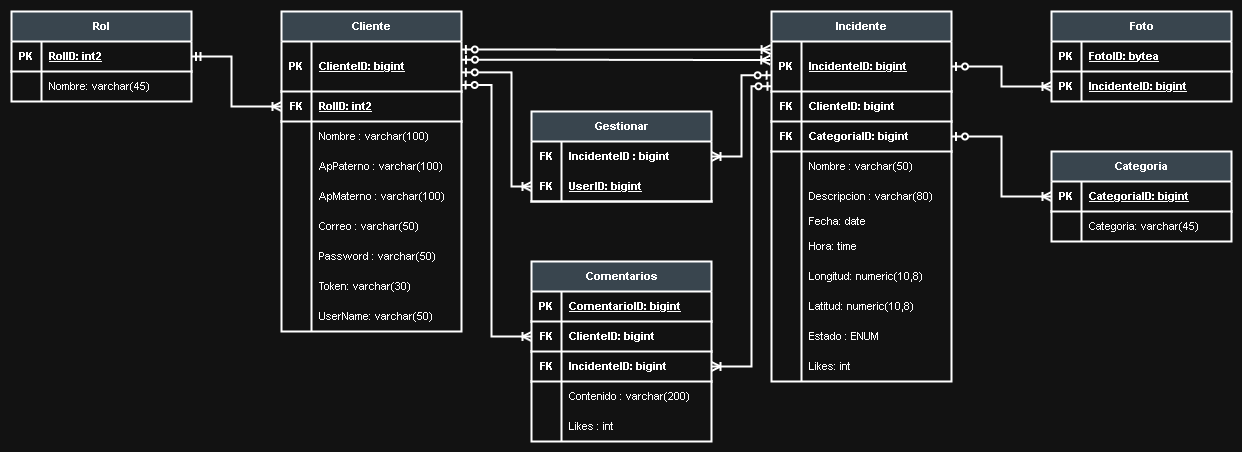 Rol
PK RolID: int2
Nombre: varchar(45)
Cliente
PK ClienteID: bigint
FK RolID: int2
Nombre : varchar(100)
ApPaterno : varchar(100)
ApMaterno : varchar(100)
Correo : varchar(50)
Password : varchar(50)
Token: varchar(30)
UserName: varchar(50)
Gestionar
FK IncidenteID : bigint
FK UserID: bigint
Comentarios
PK ComentarioID: bigint
FK ClienteID: bigint
FK IncidenteID: bigint
Contenido : varchar(200)
Likes : int
Incidente
PK IncidenteID: bigint
FK ClienteID: bigint
FK CategoriaID: bigint
Nombre : varchar(50)
Descripcion : varchar(80)
Fecha: date
Hora: time
Longitud: numeric(10,8)
Latitud: numeric(10,8)
Estado : ENUM
Likes: int
Foto
PK FotoID: bytea
PK IncidenteID: bigint
Categoria
PK CategoriaID: bigint
Categoria: varchar(45)